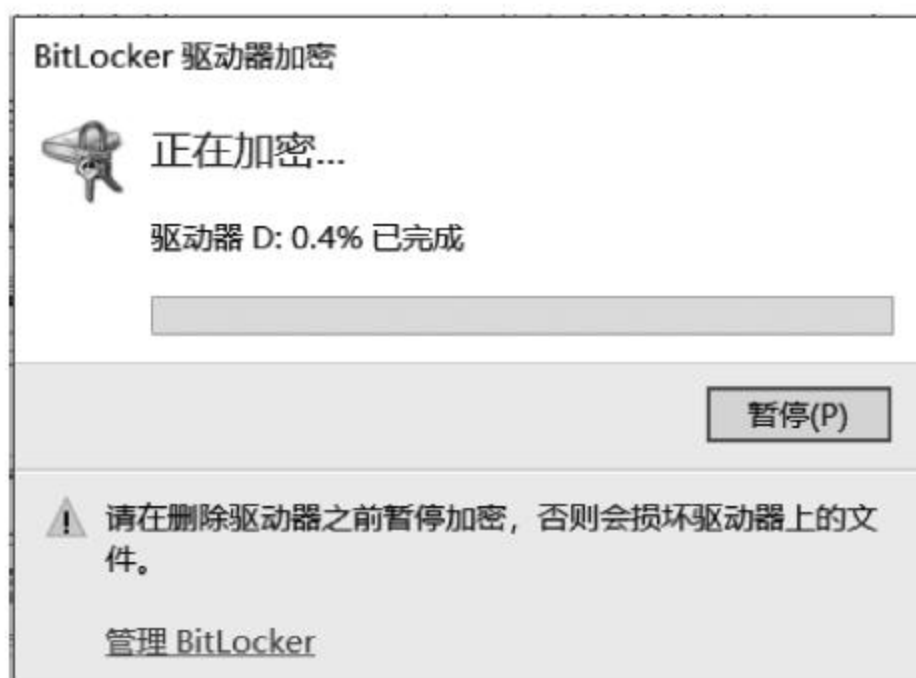 BitLocker 驱动器加密
正在加密...
驱动器 D: 0.4% 已完成
暂停(P)
请在删除驱动器之前暂停加密，否则会损坏驱动器上的文
件。
管理 BitLocker